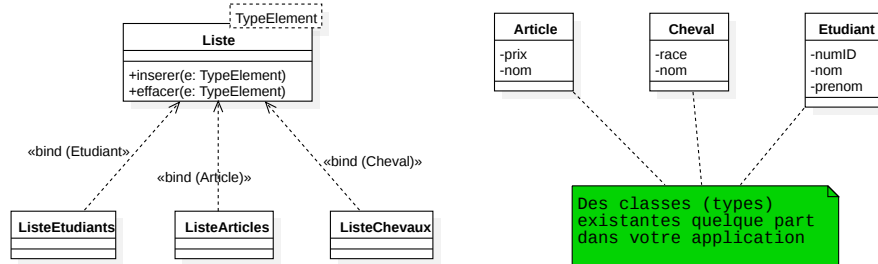 TypeElement
Liste
+inserer(e: TypeElement)
+effacer(e: TypeElement)
«bind (Etudiant»
«bind (Article)»
«bind (Cheval)»
ListeEtudiants
ListeArticles
ListeChevaux
Article
-prix
-nom
Cheval
-race
-nom
Etudiant
-numID
-nom
-prenom
Des classes (types)
existantes quelque part
dans votre application